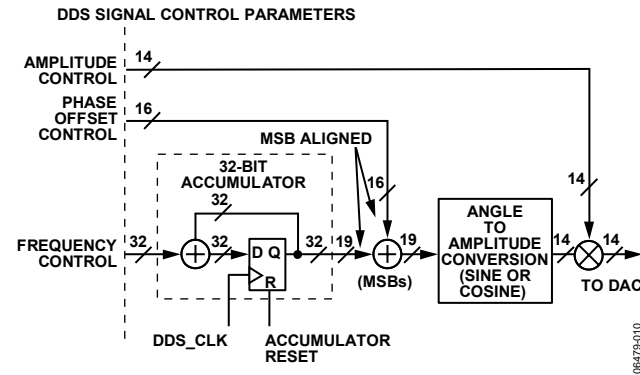 DDS SIGNAL CONTROL PARAMETERS
AMPLITUDE
CONTROL
14
PHASE
OFFSET
CONTROL
16
MSB ALIGNED
32-BIT
ACCUMULATOR
32
16
14
FREQUENCY
CONTROL
32
32
D Q
R
32
19
(MSBs)
19
ANGLE
TO
AMPLITUDE
CONVERSION
(SINE OR
COSINE)
14
14
TO DAC
DDS_CLK
ACCUMULATOR
RESET
06479-010